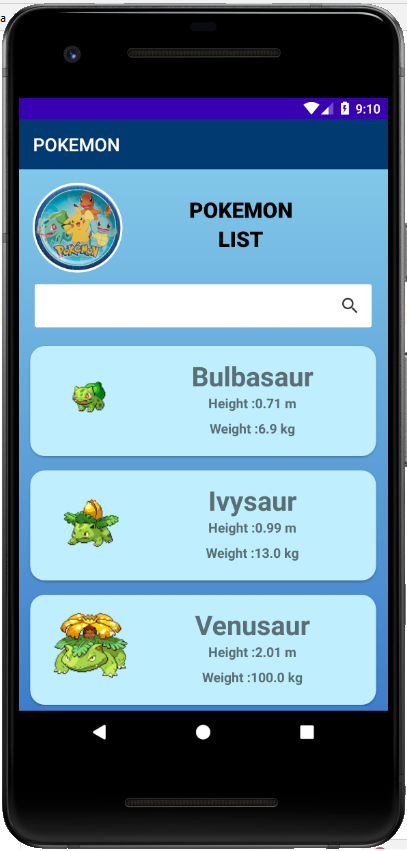 a
9:10
POKEMON
POKEMON
LIST
Pokémon
Bulbasaur
Height :0.71 m
Weight :6.9 kg
Ivysaur
Height :0.99 m
Weight :13.0 kg
Venusaur
Height :2.01 m
Weight :100.0 kg